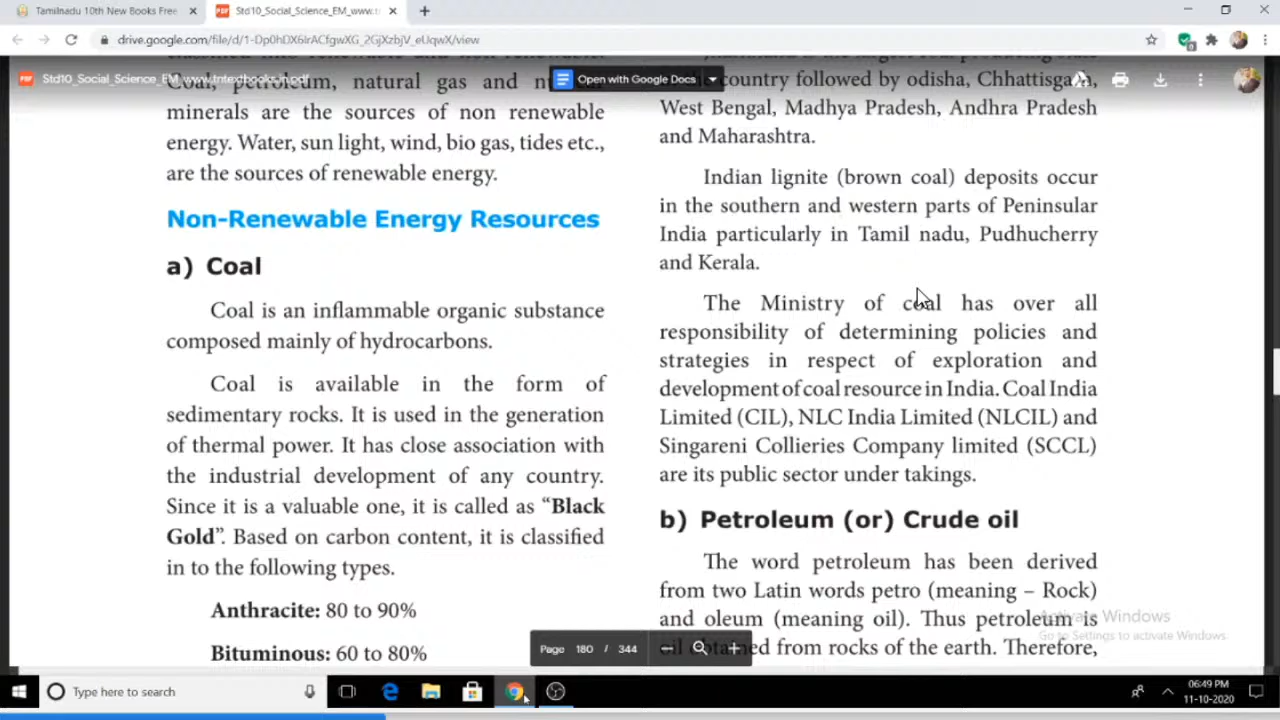 Tamilnadu 10th New Books Free
Std10_Social_Science_EM_www.t
drive.google.com/file/d/1-Dp0hDX6IrACfgwXG_2GjXzbjV_eUqwX/view
Std10_Social_Science_EM_www.tntextbooks.in.pdf
Open with Google Docs
Coal, petroleum, natural gas and
minerals are the sources of non renewable
energy. Water, sun light, wind, bio gas, tides etc.,
are the sources of renewable energy.
Non-Renewable Energy Resources
a) Coal
Coal is an inflammable organic substance
composed mainly of hydrocarbons.
Coal is available in the form of
sedimentary rocks. It is used in the generation
of thermal power. It has close association with
the industrial development of any country.
Since it is a valuable one, it is called as “Black
Gold”. Based on carbon content, it is classified
in to the following types.
Anthracite: 80 to 90%
Bituminous: 60 to 80%
country followed by odisha, Chhattisgah,
West Bengal, Madhya Pradesh, Andhra Pradesh
and Maharashtra.
Indian lignite (brown coal) deposits occur
in the southern and western parts of Peninsular
India particularly in Tamil nadu, Pudhucherry
and Kerala.
The Ministry of coal has over all
responsibility of determining policies and
strategies in respect of exploration and
development of coal resource in India. Coal India
Limited (CIL), NLC India Limited (NLCIL) and
Singareni Collieries Company limited (SCCL)
are its public sector under takings.
b) Petroleum (or) Crude oil
The word petroleum has been derived
from two Latin words petro (meaning – Rock)
and oleum (meaning oil). Thus petroleum is
oil obtained from rocks of the earth. Therefore,
Activate Windows
Go to Settings to activate Windows.
Page 180 / 344
Type here to search
06:49 PM
11-10-2020